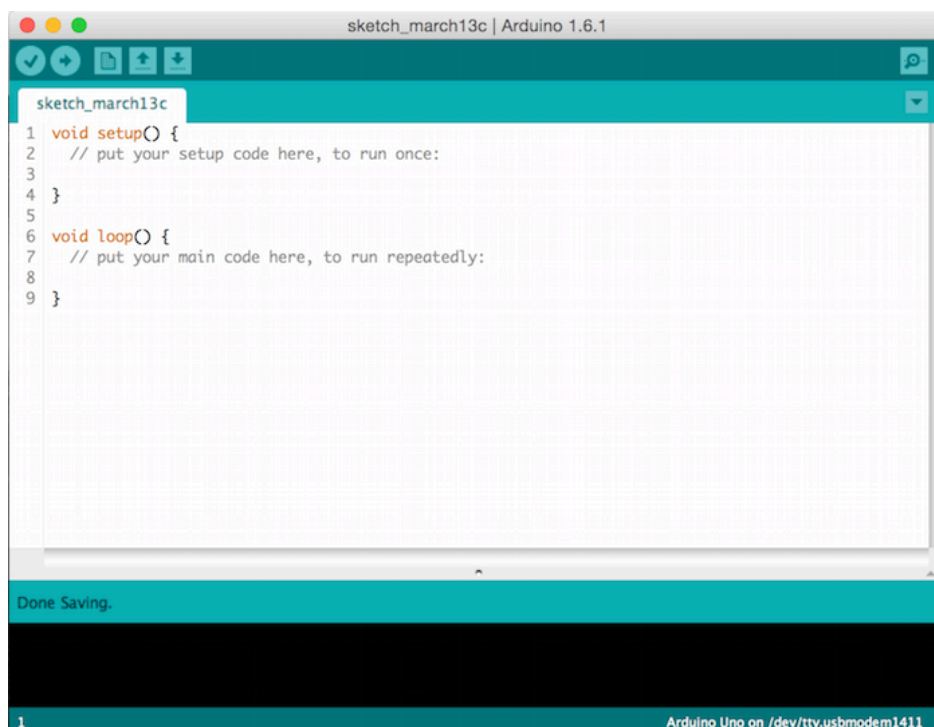 sketch_march13c | Arduino 1.6.1
sketch_march13c
1 void setup() {
2   // put your setup code here, to run once:
3
4 }
5
6 void loop() {
7   // put your main code here, to run repeatedly:
8
9 }
Done Saving.
1 Arduino Uno on /dev/tty.usbmodem1411